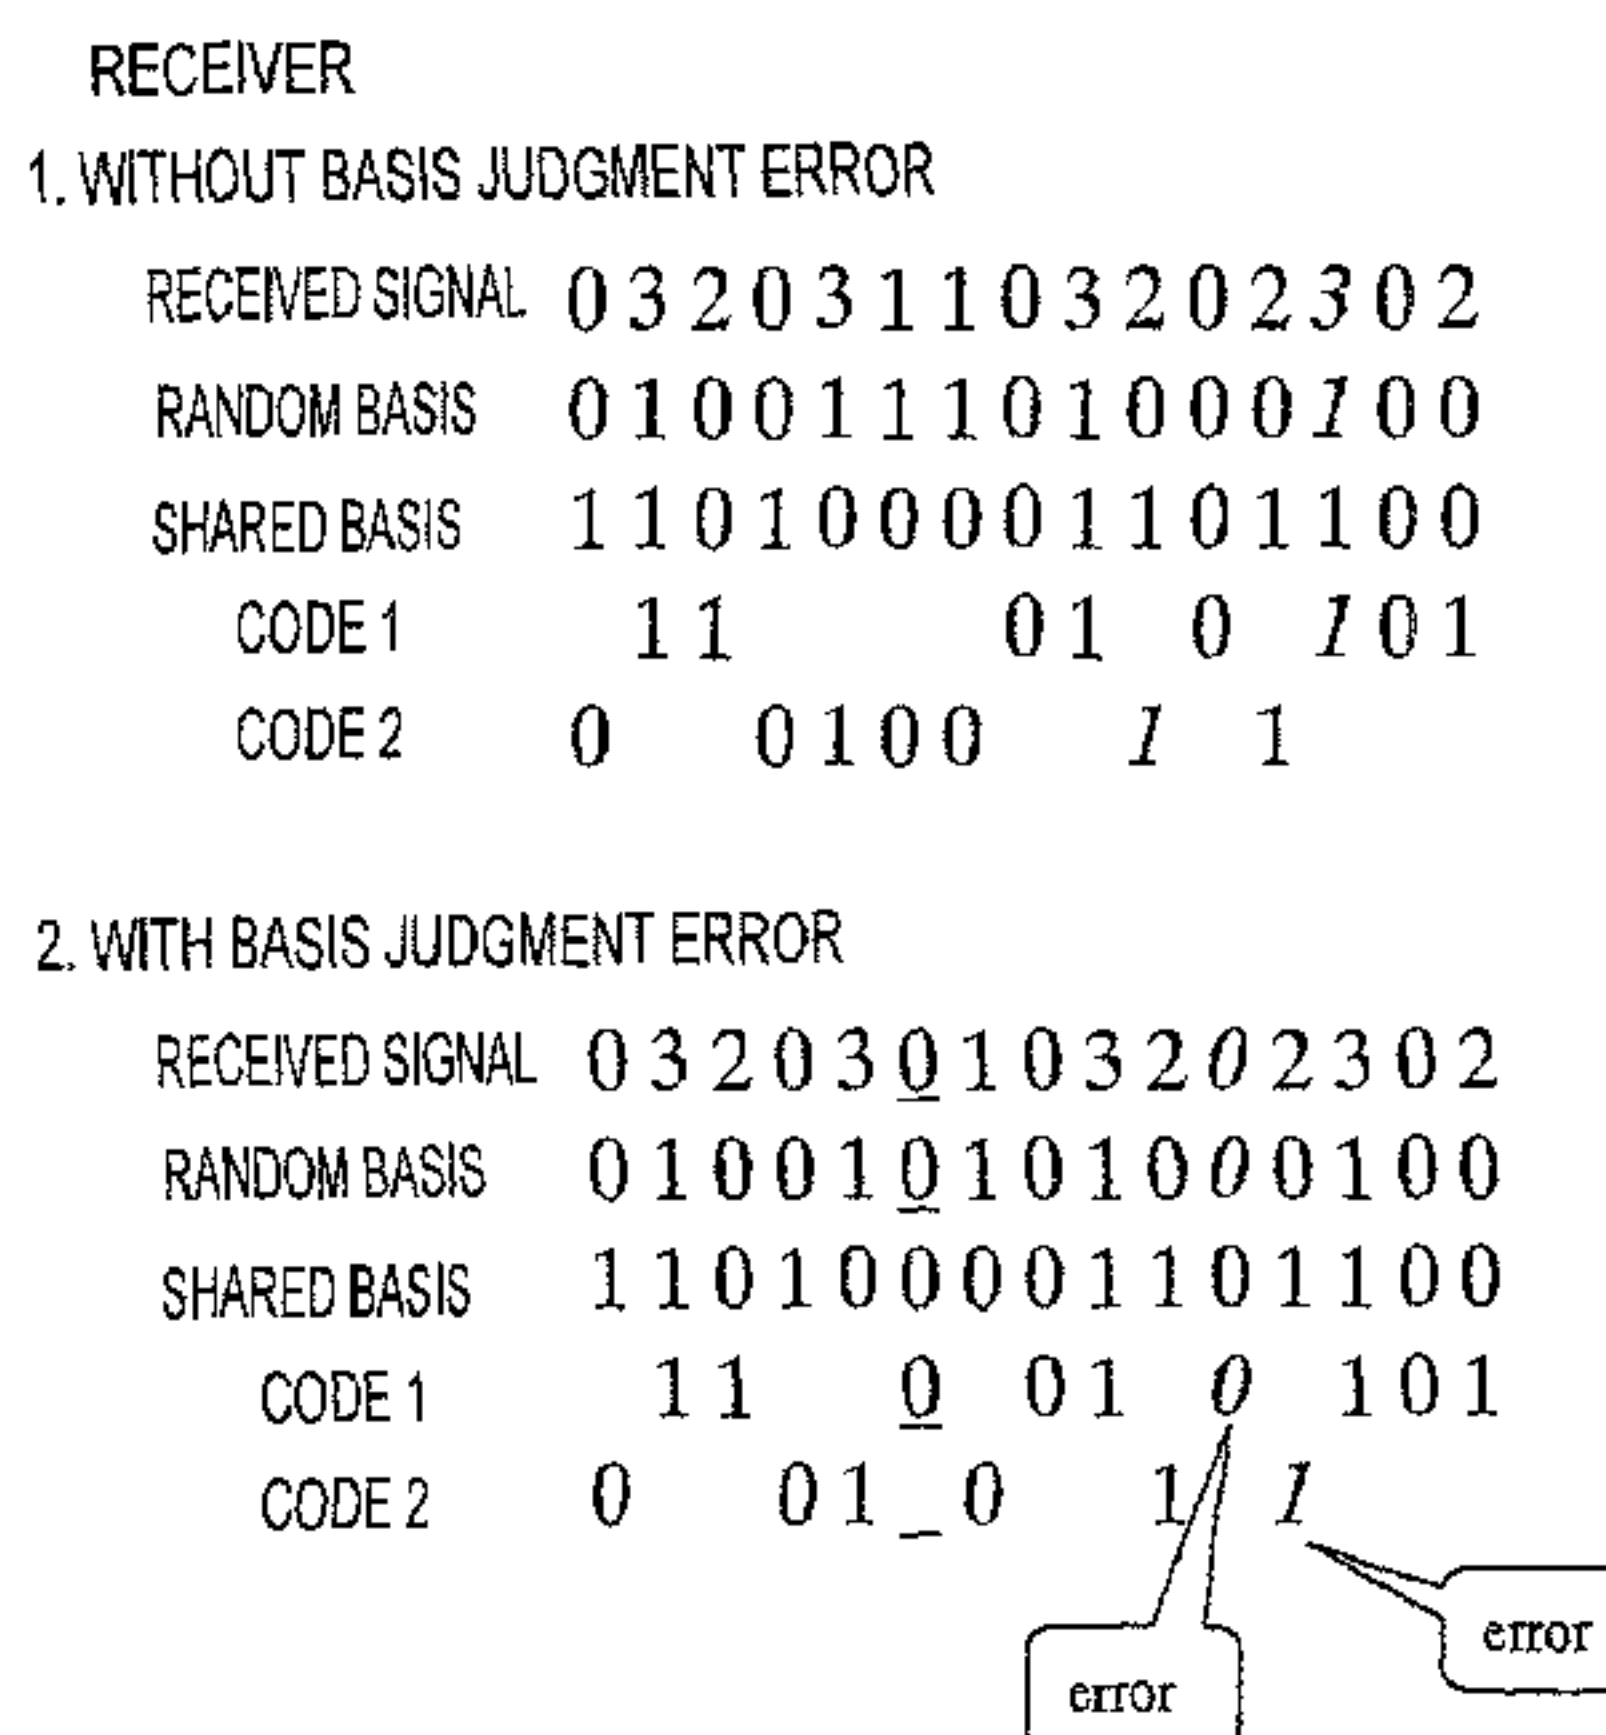 RECEIVER
1. WITHOUT BASIS JUDGMENT ERROR
RECEIVED SIGNAL 0 3 2 0 3 1 1 0 3 2 0 2 3 0 2
RANDOM BASIS 0 1 0 0 1 1 1 0 1 0 0 0 1 0 0
SHARED BASIS 1 1 0 1 0 0 0 0 1 1 0 1 1 0 0
CODE 1 1 1 0 1 0 1 0 1
CODE 2 0 0 1 0 0 1 1
2. WITH BASIS JUDGMENT ERROR
RECEIVED SIGNAL 0 3 2 0 3 0 1 0 3 2 0 2 3 0 2
RANDOM BASIS 0 1 0 0 1 0 1 0 1 0 0 0 1 0 0
SHARED BASIS 1 1 0 1 0 0 0 0 1 1 0 1 1 0 0
CODE 1 1 1 0 0 1 0 1 0 1
CODE 2 0 0 1 _ 0 1 1
error
error